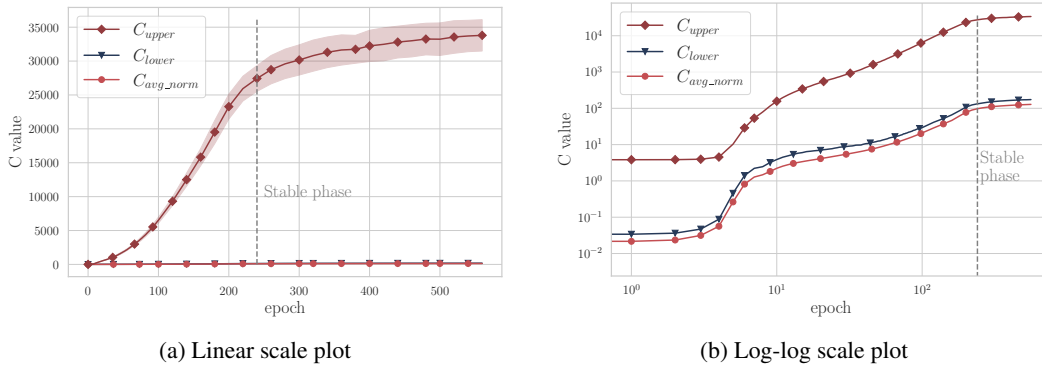 C_upper
C_lower
C_avg_norm
35000
30000
25000
20000
15000
10000
5000
0
C value
Stable phase
0 100 200 300 400 500
epoch
(a) Linear scale plot
C_upper
C_lower
C_avg_norm
10^4
10^3
10^2
10^1
10^0
10^−1
10^−2
C value
Stable
phase
10^0 10^1 10^2
epoch
(b) Log-log scale plot